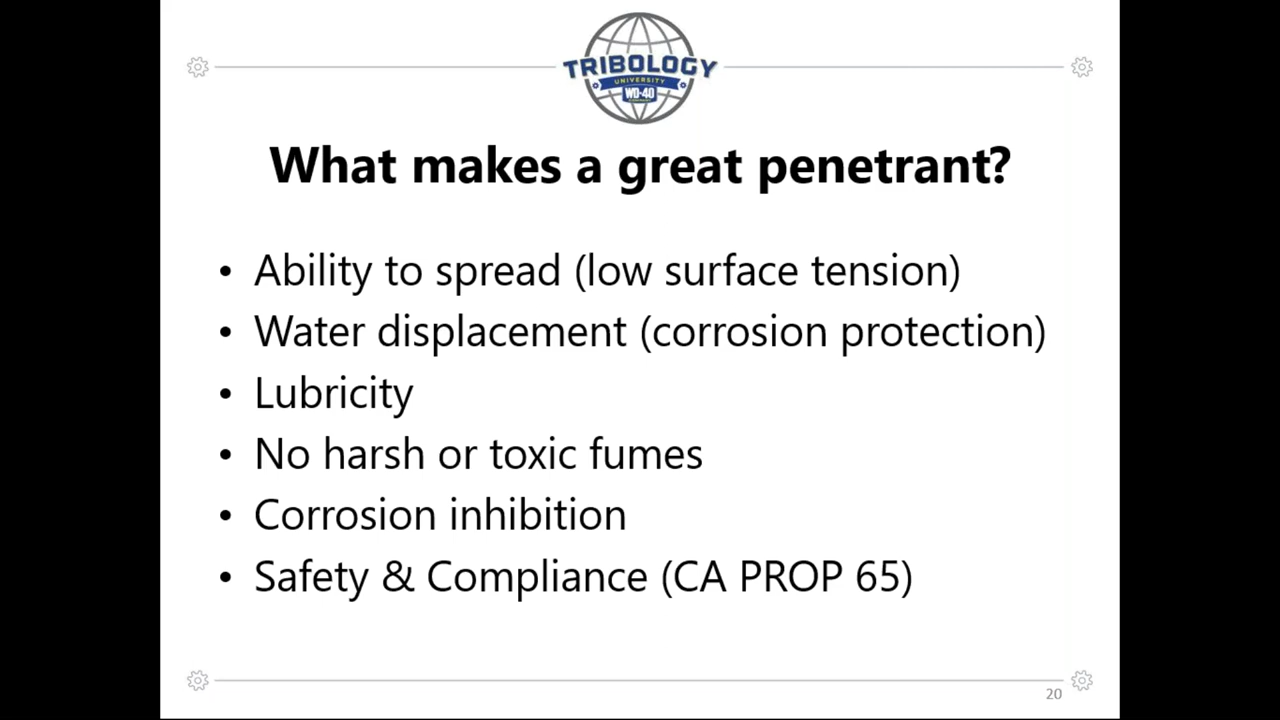 TRIBOLOGY
UNIVERSITY
WD-40
What makes a great penetrant?
• Ability to spread (low surface tension)
• Water displacement (corrosion protection)
• Lubricity
• No harsh or toxic fumes
• Corrosion inhibition
• Safety & Compliance (CA PROP 65)
20